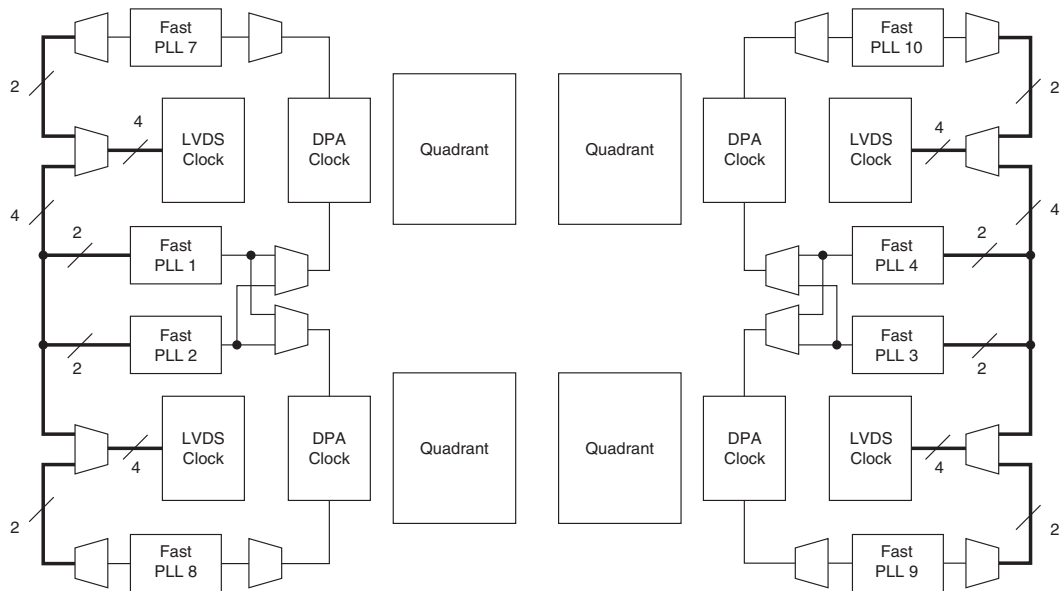 Fast
PLL 7
Fast
PLL 10
2
2
4
LVDS
Clock
DPA
Clock
Quadrant
Quadrant
DPA
Clock
LVDS
Clock
4
4
4
2
Fast
PLL 1
Fast
PLL 4
2
2
Fast
PLL 2
Fast
PLL 3
2
4
LVDS
Clock
DPA
Clock
Quadrant
Quadrant
DPA
Clock
LVDS
Clock
4
2
2
Fast
PLL 8
Fast
PLL 9